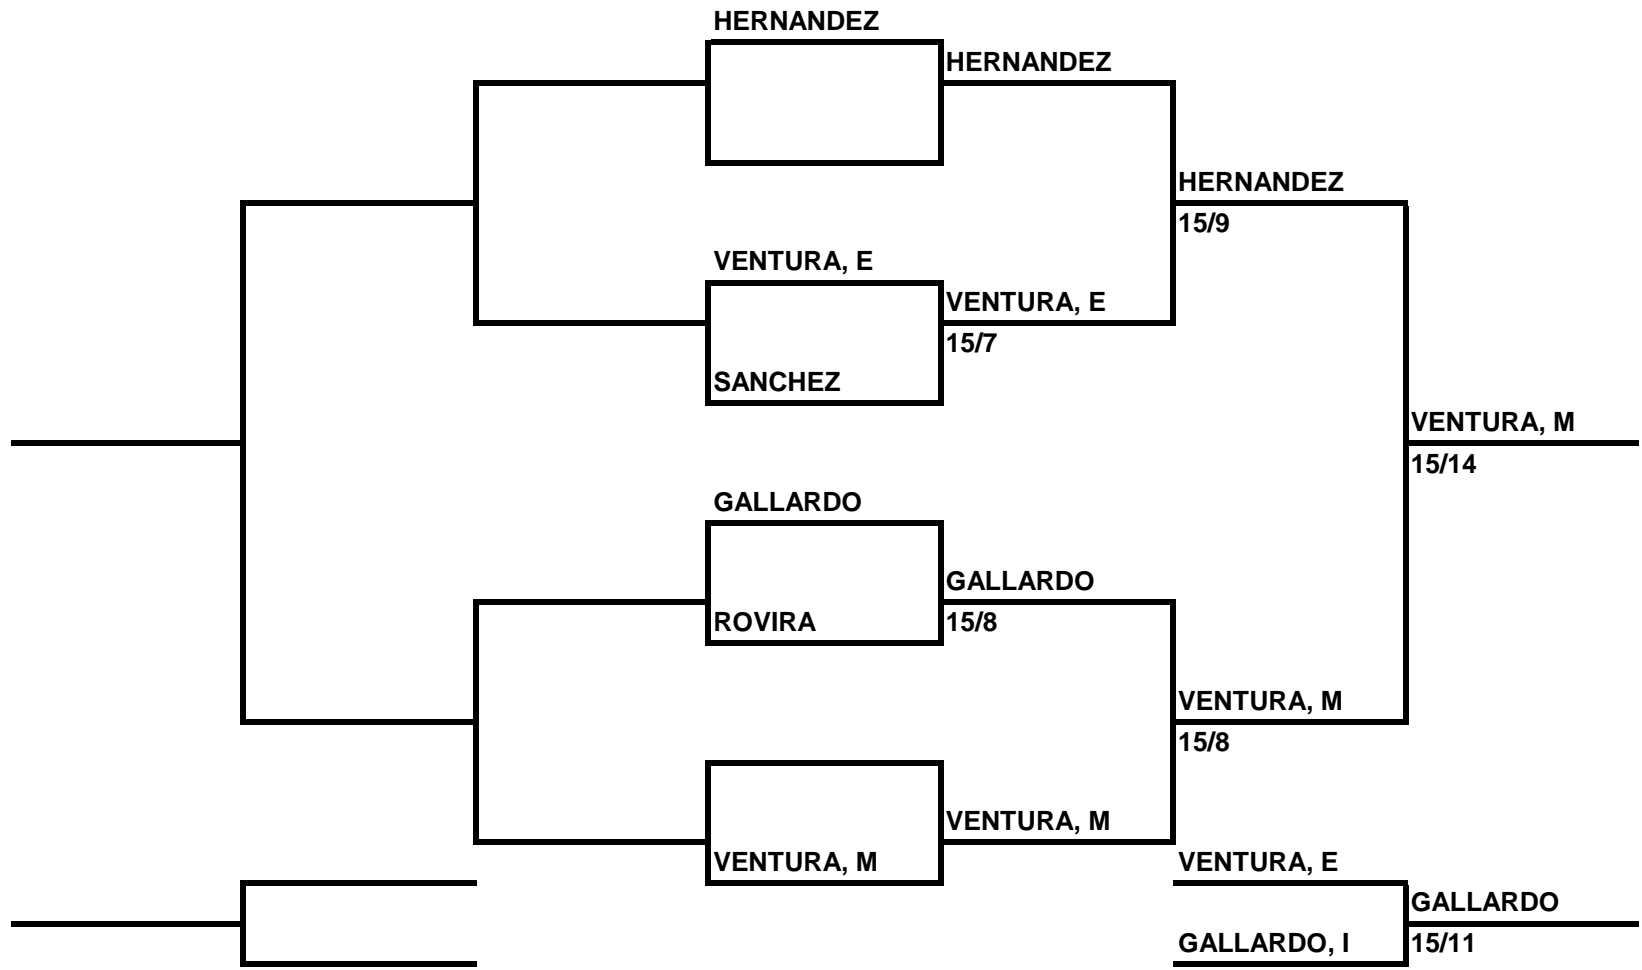 HERNANDEZ
HERNANDEZ
HERNANDEZ
15/9
VENTURA, E
VENTURA, E
15/7
SANCHEZ
VENTURA, M
15/14
GALLARDO
GALLARDO
ROVIRA
15/8
VENTURA, M
15/8
VENTURA, M
VENTURA, M
VENTURA, E
GALLARDO
GALLARDO, I
15/11